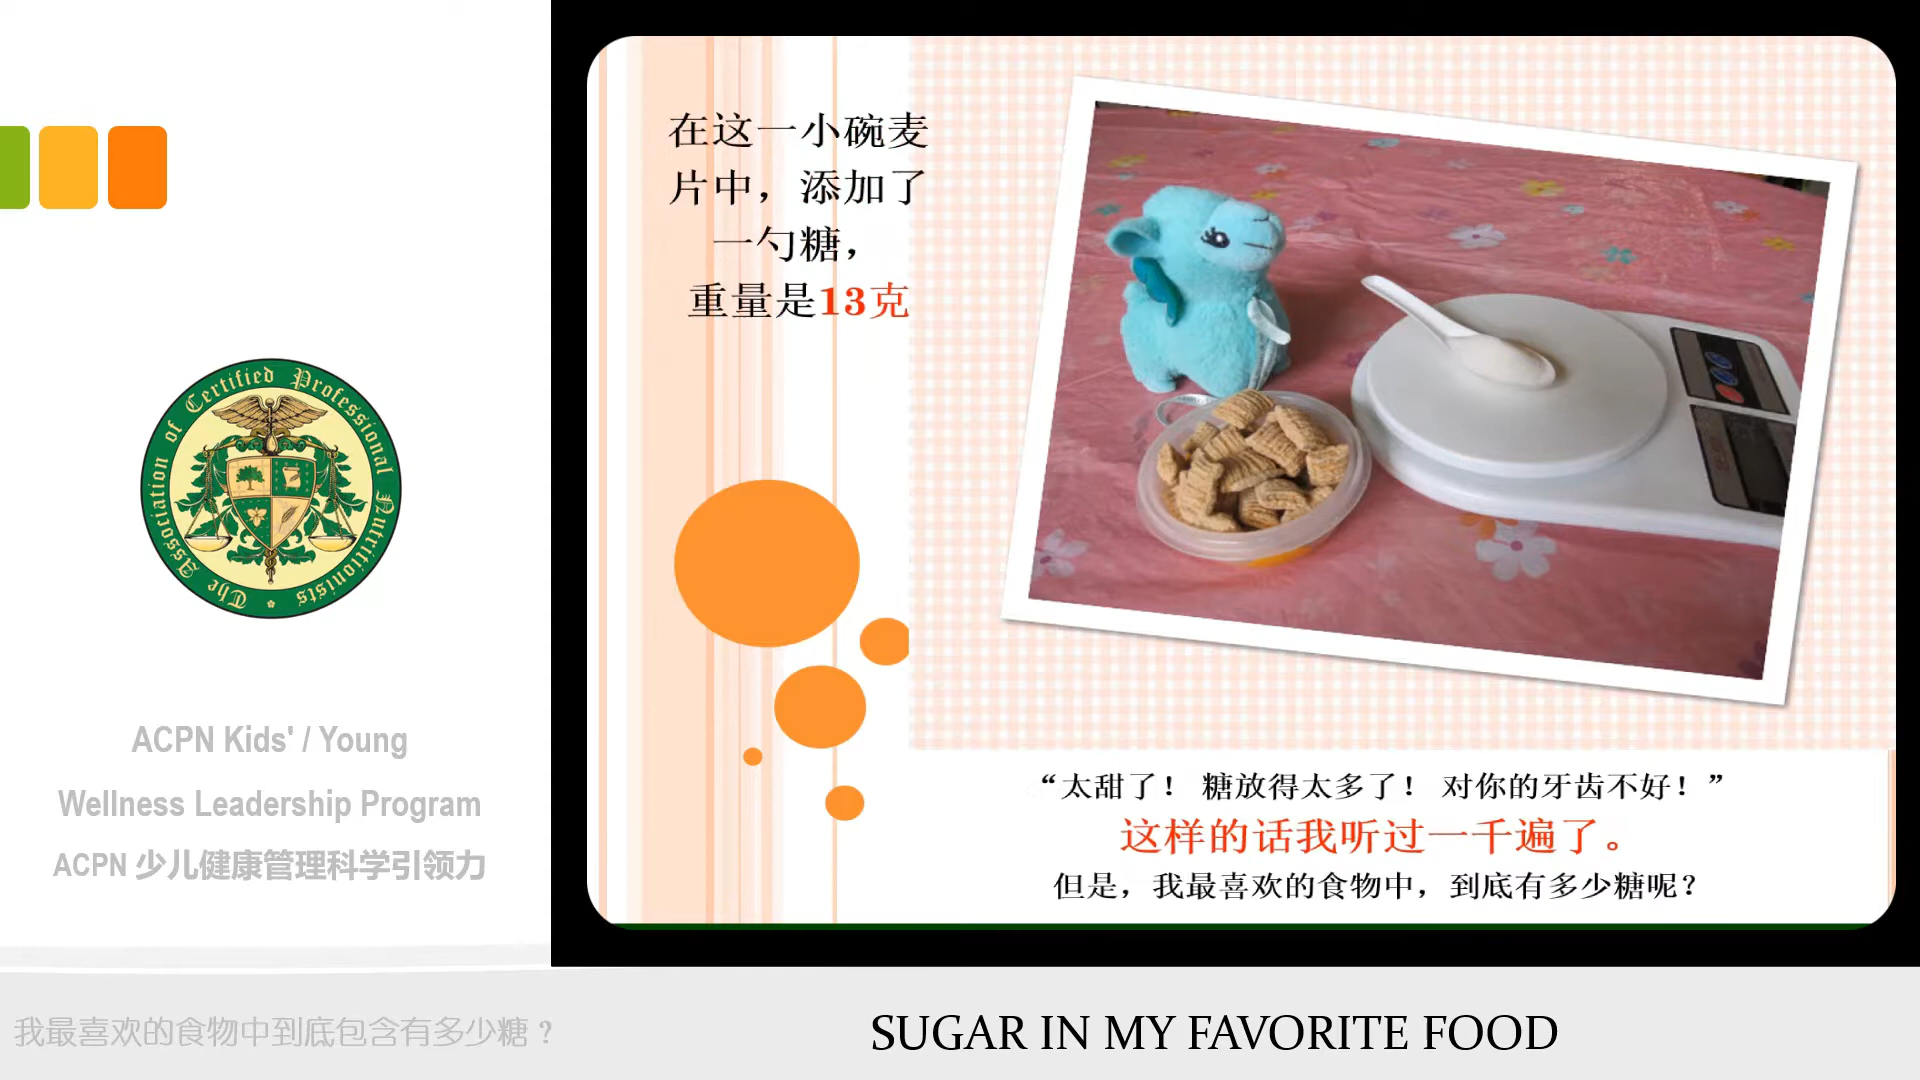 在这一小碗麦
片中，添加了
一勺糖，
重量是13克
The Association of Certified Professional Nutritionists
ACPN Kids' / Young
Wellness Leadership Program
ACPN 少儿健康管理科学引领力
“太甜了！糖放得太多了！对你的牙齿不好！”
这样的话我听过一千遍了。
但是，我最喜欢的食物中，到底有多少糖呢？
我最喜欢的食物中到底包含有多少糖？
SUGAR IN MY FAVORITE FOOD